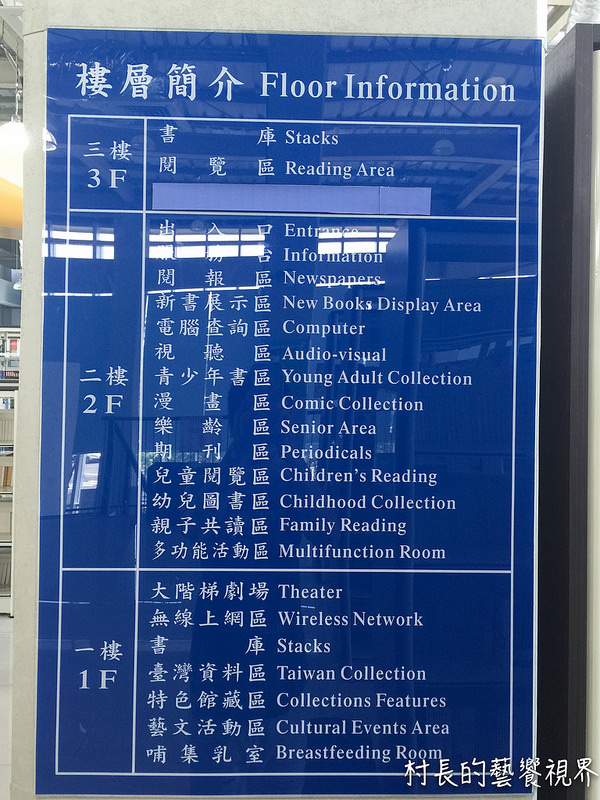 樓層簡介 Floor Information
三樓 3F
書庫 Stacks
閱覽區 Reading Area
二樓 2F
出入口 Entrance
服務台 Information
閱報區 Newspapers
新書展示區 New Books Display Area
電腦查詢區 Computer
視聽區 Audio-visual
青少年書區 Young Adult Collection
漫畫區 Comic Collection
樂齡區 Senior Area
期刊區 Periodicals
兒童閱覽區 Children's Reading
幼兒圖書區 Childhood Collection
親子共讀區 Family Reading
多功能活動區 Multifunction Room
一樓 1F
大階梯劇場 Theater
無線上網區 Wireless Network
書庫 Stacks
臺灣資料區 Taiwan Collection
特色館藏區 Collections Features
藝文活動區 Cultural Events Area
哺集乳室 Breastfeeding Room
村長的藝饗視界